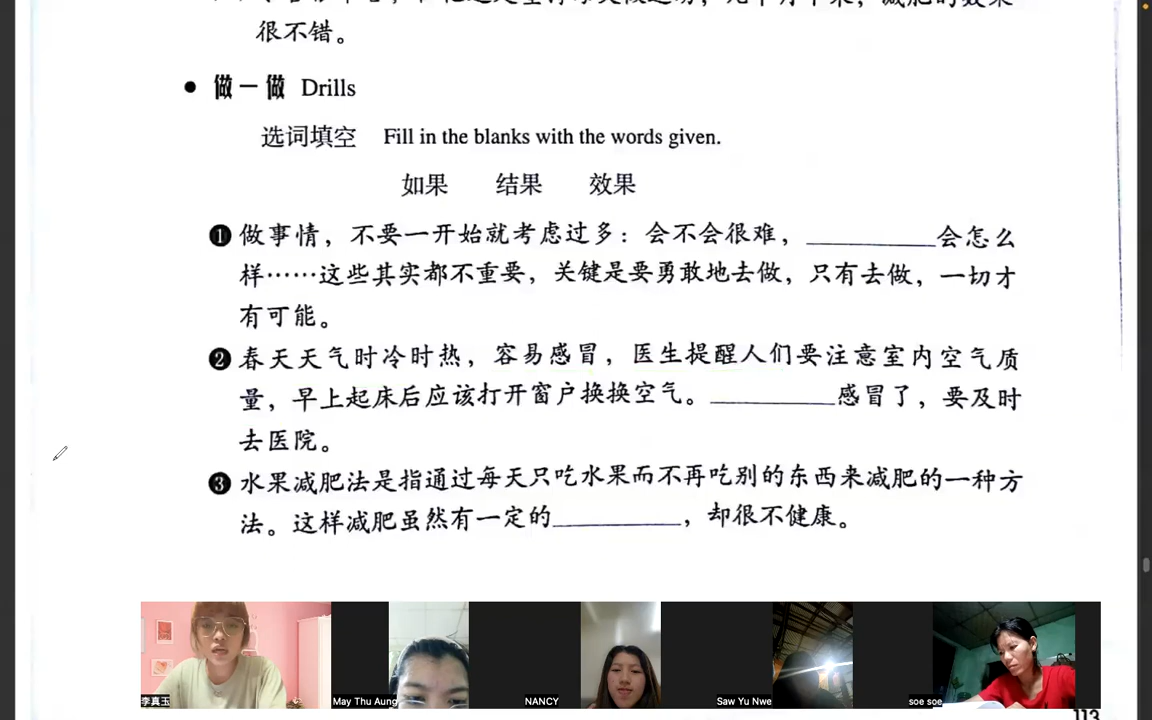 减肥的效果
很不错。
● 做一做 Drills
选词填空 Fill in the blanks with the words given.
如果 结果 效果
❶ 做事情，不要一开始就考虑过多：会不会很难，__________会怎么
样……这些其实都不重要，关键是要勇敢地去做，只有去做，一切才
有可能。
❷ 春天天气时冷时热，容易感冒，医生提醒人们要注意室内空气质
量，早上起床后应该打开窗户换换空气。__________感冒了，要及时
去医院。
❸ 水果减肥法是指通过每天只吃水果而不再吃别的东西来减肥的一种方
法。这样减肥虽然有一定的__________，却很不健康。
李真玉 May Thu Aung NANCY Saw Yu Nwe soe soe
113